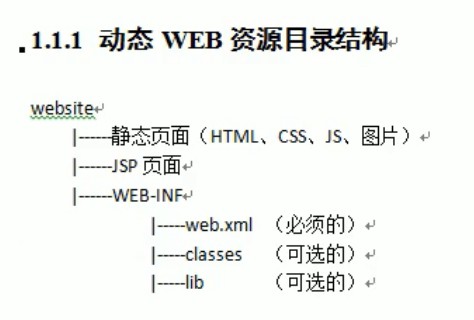 1.1.1 动态 WEB 资源目录结构
website
|------静态页面（HTML、CSS、JS、图片）
|------JSP 页面
|------WEB-INF
|-----web.xml （必须的）
|-----classes （可选的）
|-----lib （可选的）